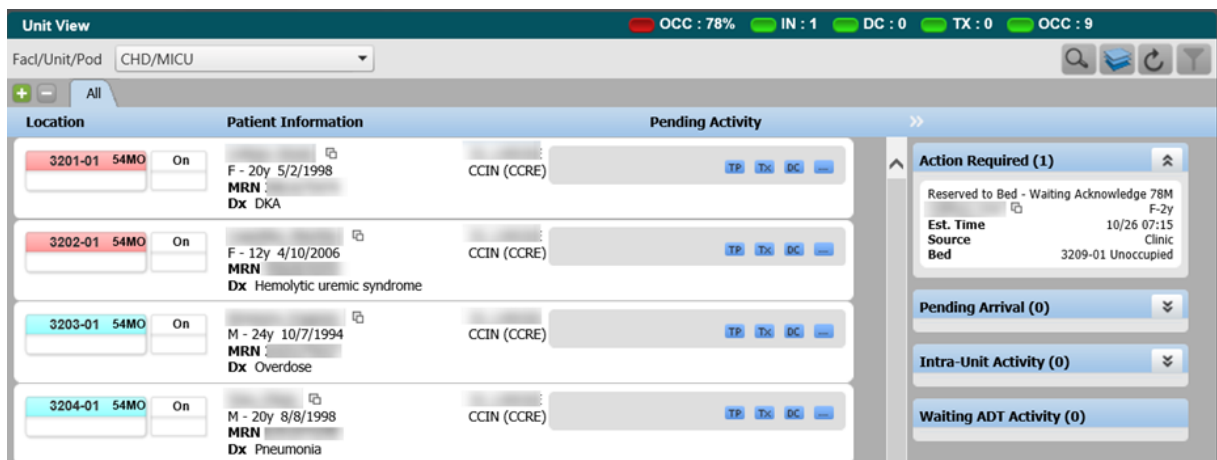 Unit View OCC : 78% IN : 1 DC : 0 TX : 0 OCC : 9
Facl/Unit/Pod CHD/MICU
All
Location Patient Information Pending Activity
3201-01 54MO On
F - 20y 5/2/1998 CCIN (CCRE) TP Tx DC ...
MRN
Dx DKA
3202-01 54MO On
F - 12y 4/10/2006 CCIN (CCRE) TP Tx DC ...
MRN
Dx Hemolytic uremic syndrome
3203-01 54MO On
M - 24y 10/7/1994 CCIN (CCRE) TP Tx DC ...
MRN
Dx Overdose
3204-01 54MO On
M - 20y 8/8/1998 CCIN (CCRE) TP Tx DC ...
MRN
Dx Pneumonia
Action Required (1)
Reserved to Bed - Waiting Acknowledge 78M
F-2y
Est. Time 10/26 07:15
Source Clinic
Bed 3209-01 Unoccupied
Pending Arrival (0)
Intra-Unit Activity (0)
Waiting ADT Activity (0)